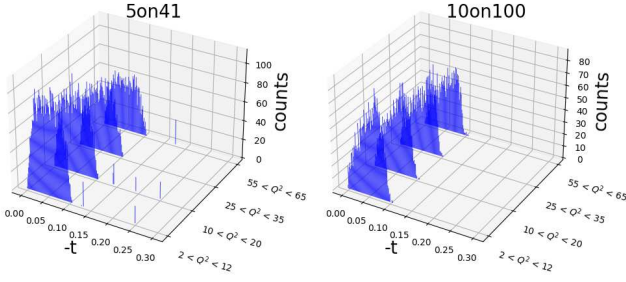 5on41
100
80
60
40
20
0
counts
0.00
0.05
0.10
0.15
0.20
0.25
0.30
-t
2 < Q² < 12
10 < Q² < 20
25 < Q² < 35
55 < Q² < 65
10on100
80
70
60
50
40
30
20
10
0
counts
0.00
0.05
0.10
0.15
0.20
0.25
0.30
-t
2 < Q² < 12
10 < Q² < 20
25 < Q² < 35
55 < Q² < 65